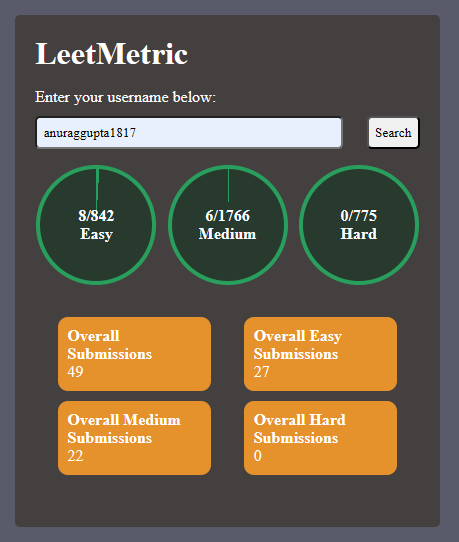 LeetMetric
Enter your username below:
anuraggupta1817
Search
8/842
Easy
6/1766
Medium
0/775
Hard
Overall
Submissions
49
Overall Easy
Submissions
27
Overall Medium
Submissions
22
Overall Hard
Submissions
0